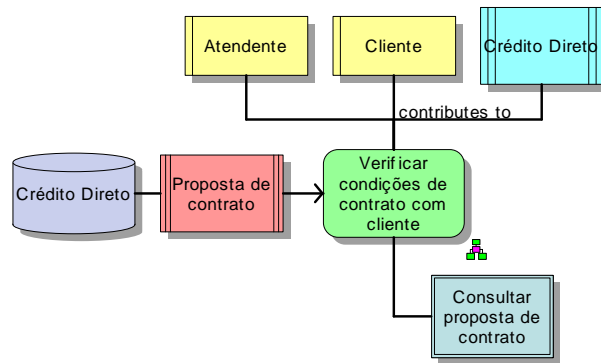 Atendente
Cliente
Crédito Direto
contributes to
Crédito Direto
Proposta de
contrato
Verificar
condições de
contrato com
cliente
Consultar
proposta de
contrato